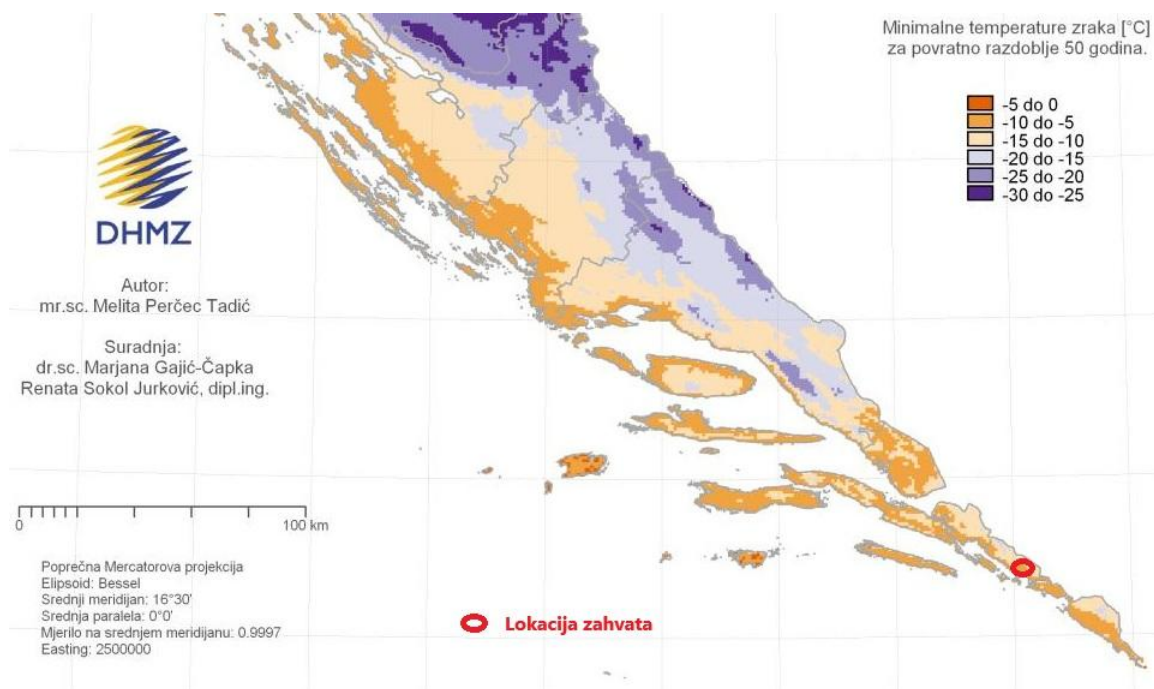 Minimalne temperature zraka [°C]
za povratno razdoblje 50 godina.
-5 do 0
-10 do -5
-15 do -10
-20 do -15
-25 do -20
-30 do -25
DHMZ
Autor:
mr.sc. Melita Perčec Tadić
Suradnja:
dr.sc. Marjana Gajić-Čapka
Renata Sokol Jurković, dipl.ing.
0 100 km
Poprečna Mercatorova projekcija
Elipsoid: Bessel
Srednji meridijan: 16°30'
Srednja paralela: 0°0'
Mjerilo na srednjem meridijanu: 0.9997
Easting: 2500000
Lokacija zahvata